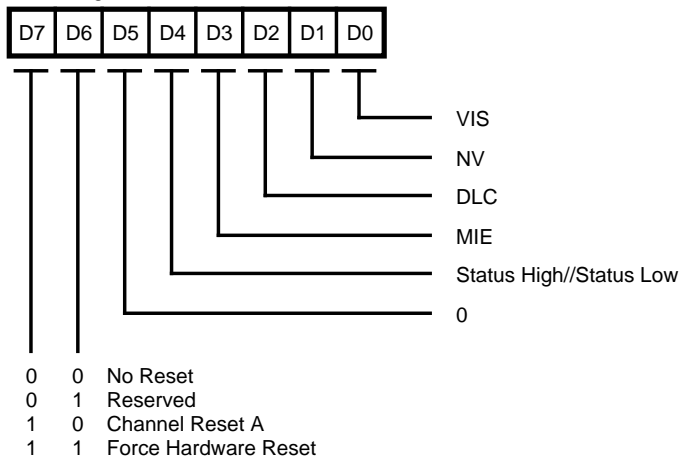 D7 D6 D5 D4 D3 D2 D1 D0
VIS
NV
DLC
MIE
Status High//Status Low
0
0 0 No Reset
0 1 Reserved
1 0 Channel Reset A
1 1 Force Hardware Reset